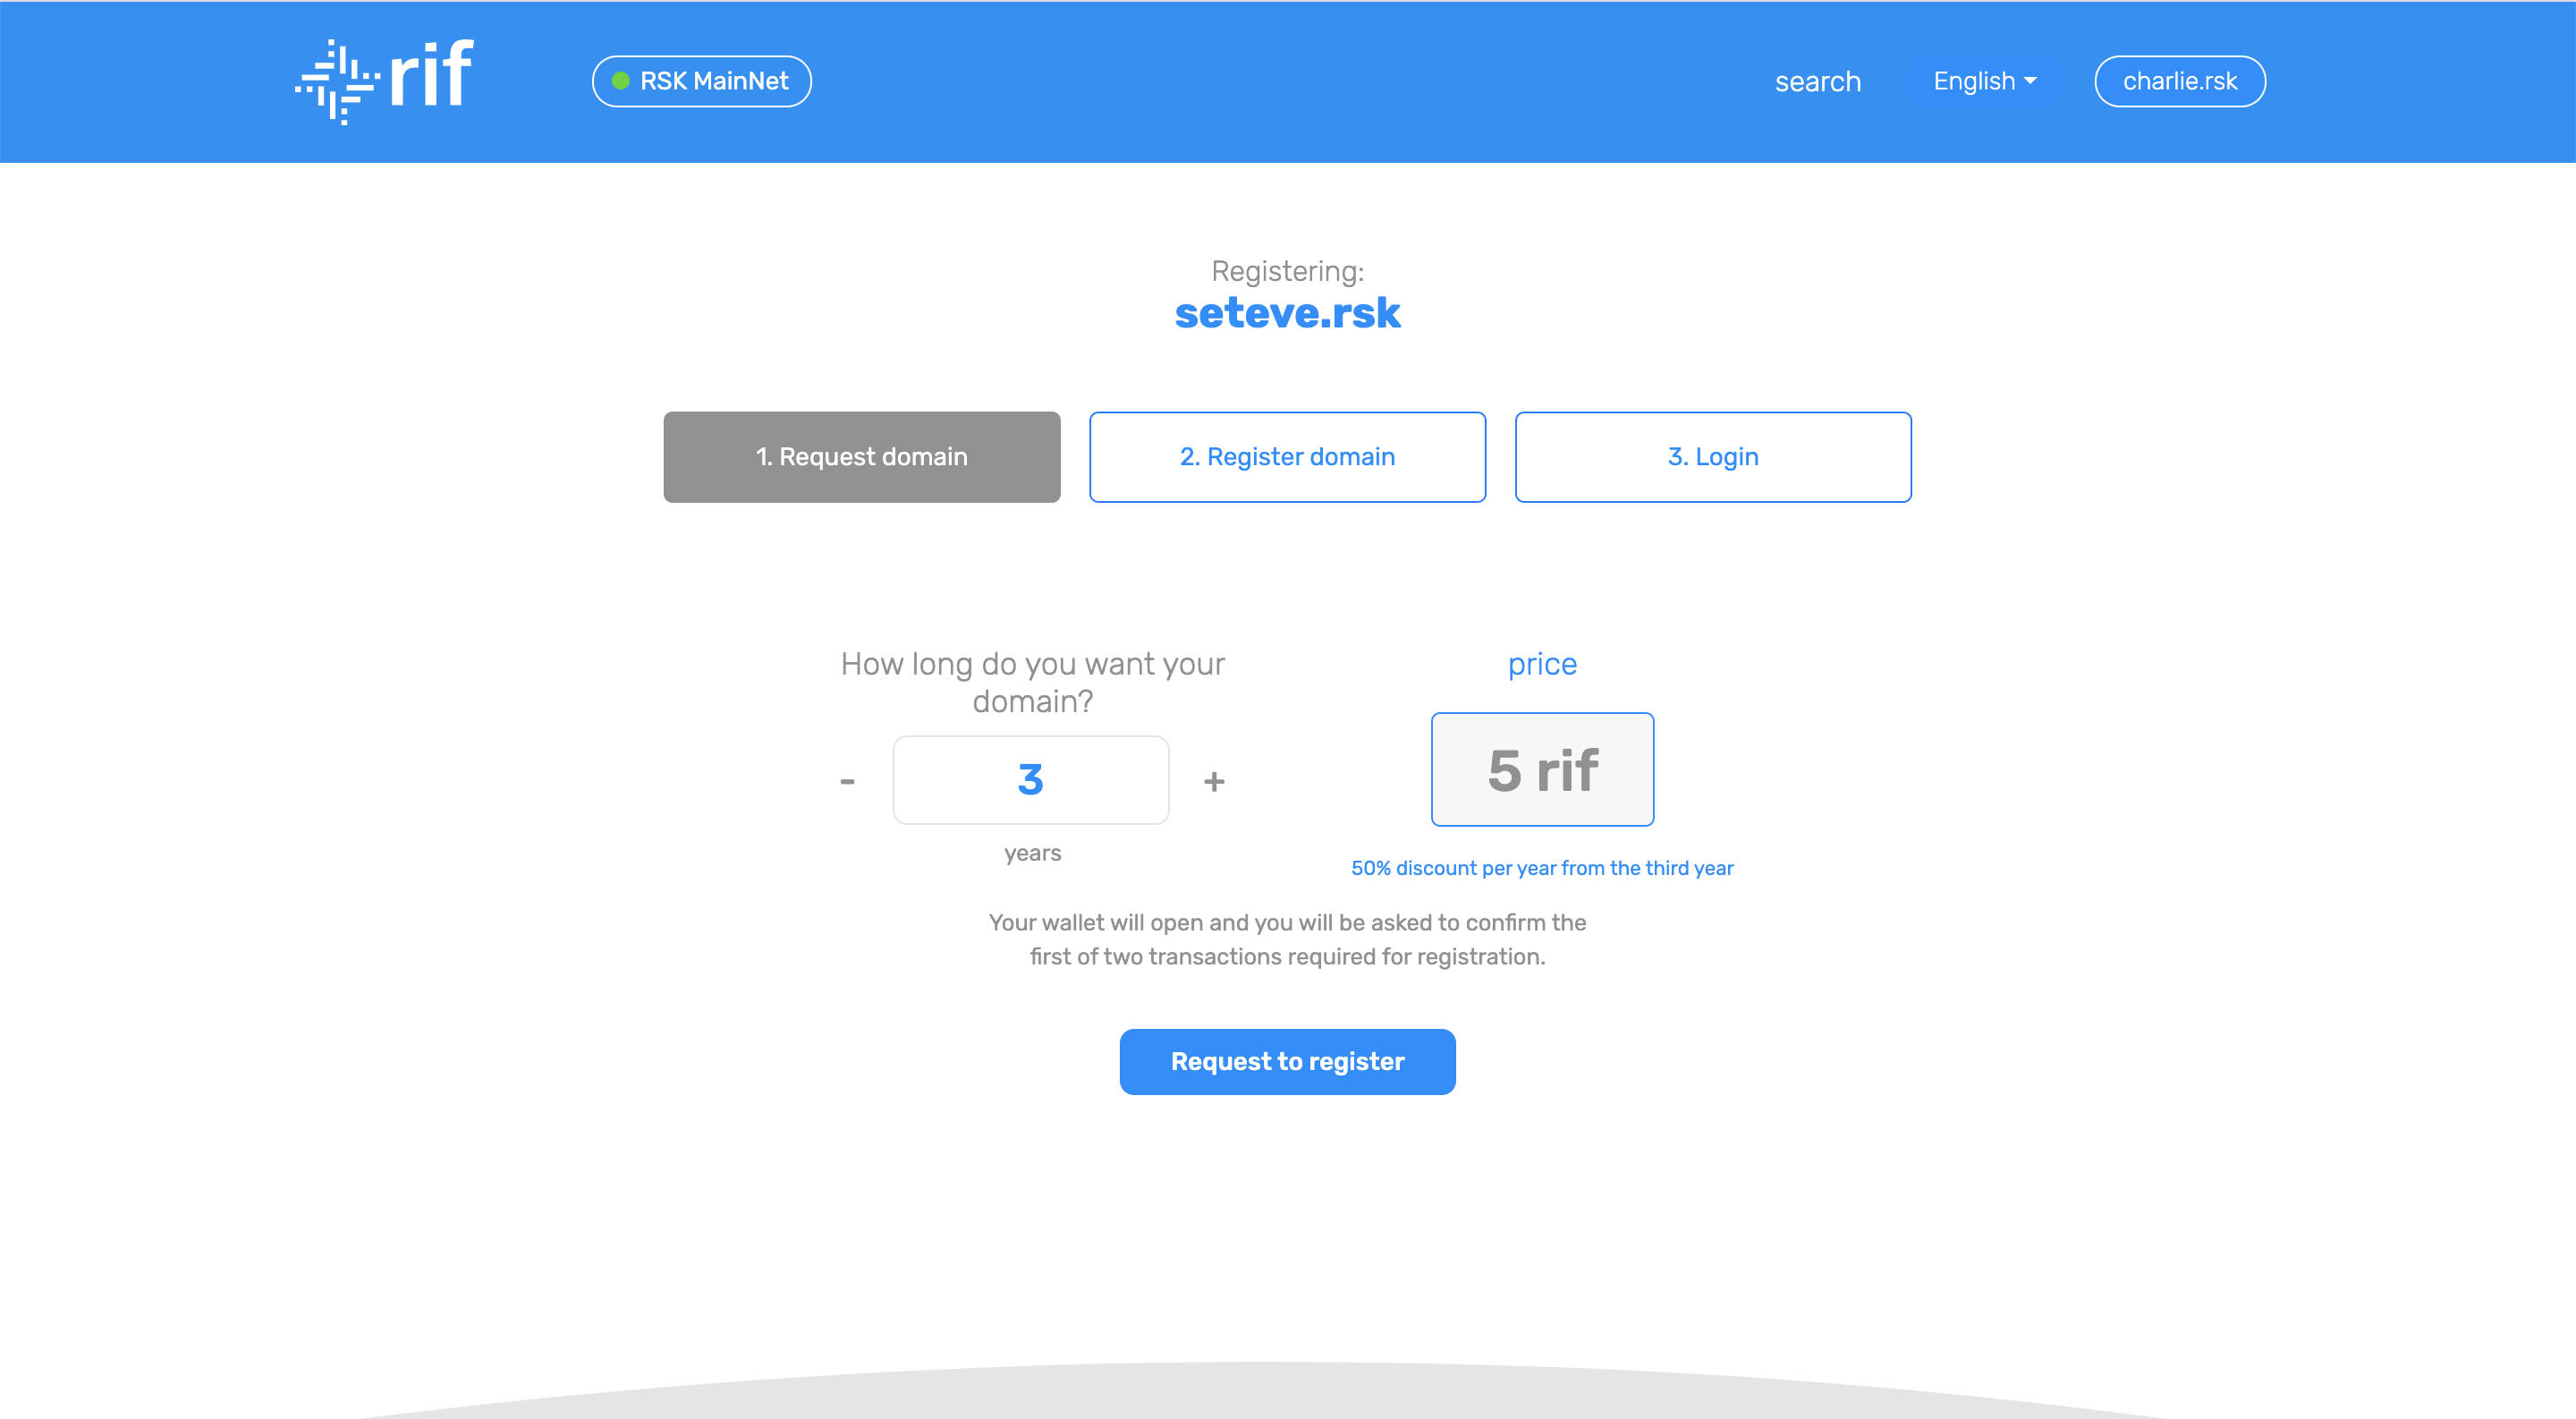 rif
RSK MainNet
search
English
charlie.rsk
Registering:
seteve.rsk
1. Request domain
2. Register domain
3. Login
How long do you want your
domain?
- 3 +
years
price
5 rif
50% discount per year from the third year
Your wallet will open and you will be asked to confirm the
first of two transactions required for registration.
Request to register